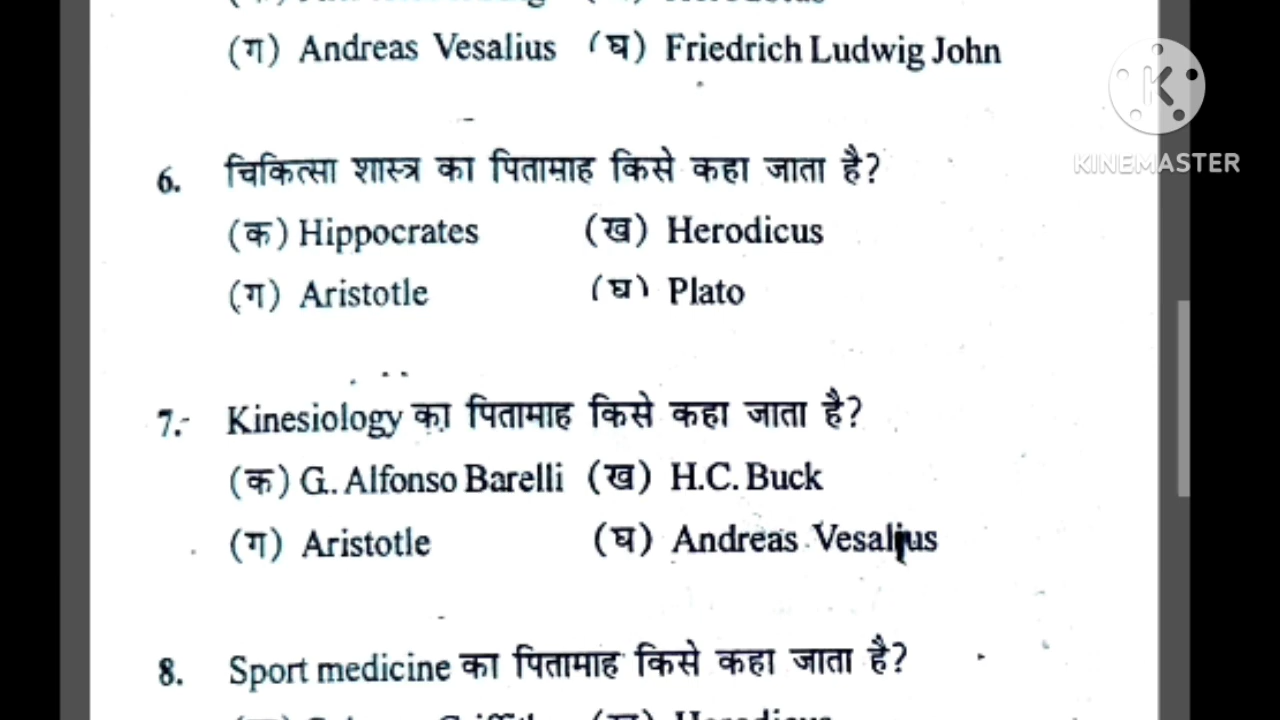 (ग) Andreas Vesalius (घ) Friedrich Ludwig John
6. चिकित्सा शास्त्र का पितामाह किसे कहा जाता है?
(क) Hippocrates (ख) Herodicus
(ग) Aristotle (घ) Plato
7. Kinesiology का पितामाह किसे कहा जाता है?
(क) G. Alfonso Barelli (ख) H.C. Buck
(ग) Aristotle (घ) Andreas Vesalius
8. Sport medicine का पितामाह किसे कहा जाता है?
KINEMASTER